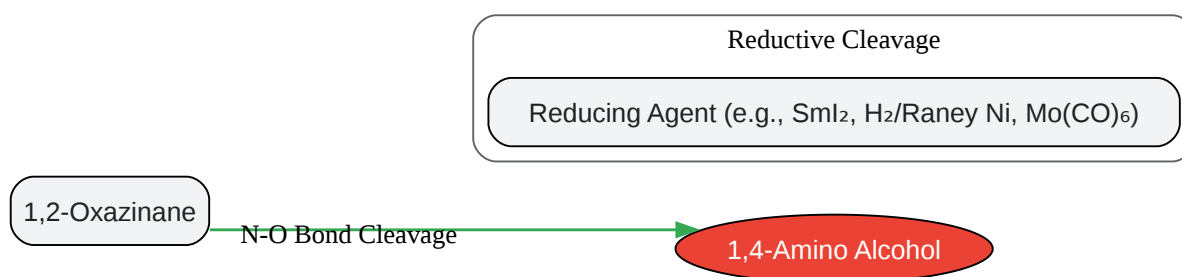 Reductive Cleavage
Reducing Agent (e.g., SmI₂, H₂/Raney Ni, Mo(CO)₆)
1,2-Oxazinane
N-O Bond Cleavage
1,4-Amino Alcohol